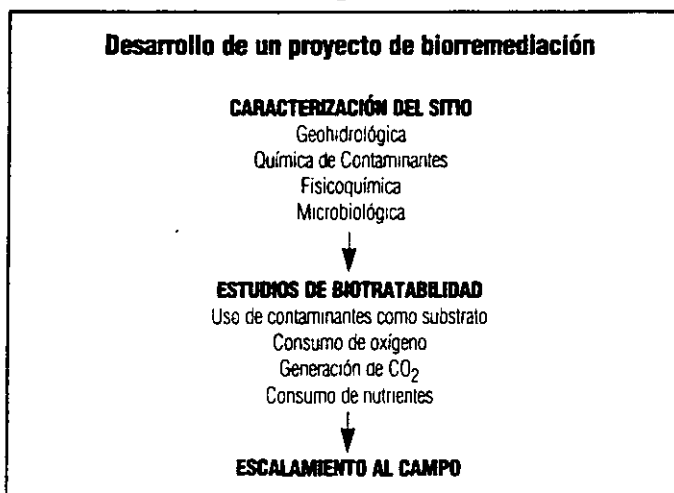 Desarrollo de un proyecto de biorremediación
CARACTERIZACIÓN DEL SITIO
Geohidrológica
Química de Contaminantes
Fisicoquímica
Microbiológica
ESTUDIOS DE BIOTRATABILIDAD
Uso de contaminantes como substrato
Consumo de oxígeno
Generación de CO₂
Consumo de nutrientes
ESCALAMIENTO AL CAMPO